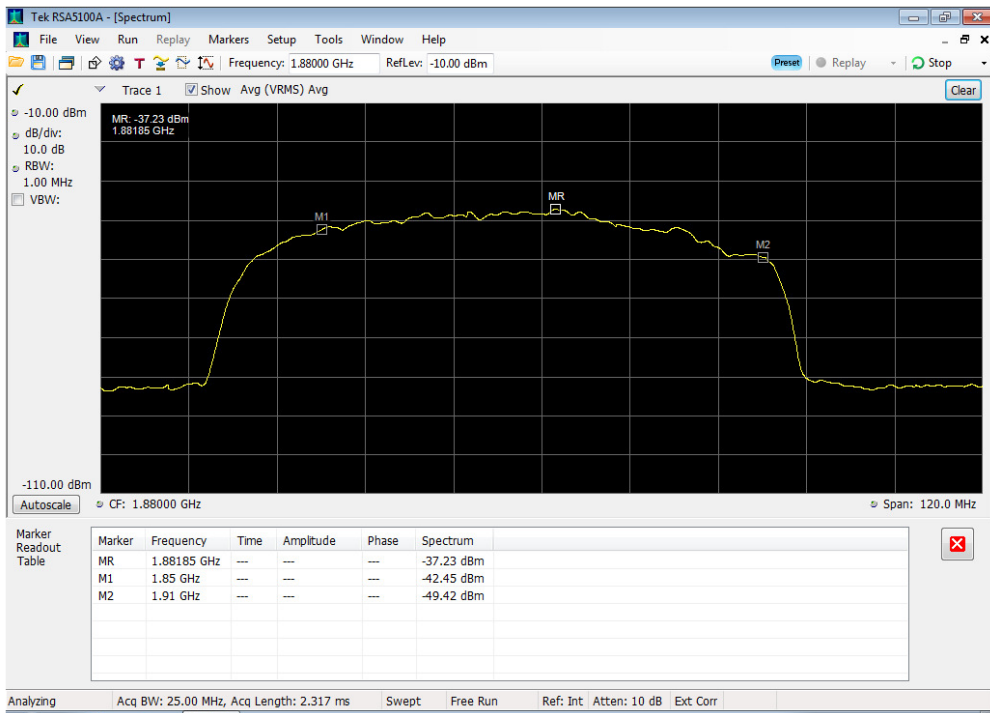 Tek RSA5100A - [Spectrum]
File View Run Replay Markers Setup Tools Window Help
T Frequency: 1.88000 GHz RefLev: -10.00 dBm Preset Replay Stop
Trace 1 Show Avg (VRMS) Avg Clear
-10.00 dBm
dB/div:
10.0 dB
RBW:
1.00 MHz
VBW:
MR: -37.23 dBm
1.88185 GHz
MR
M1
M2
-110.00 dBm
Autoscale CF: 1.88000 GHz Span: 120.0 MHz
Marker
Readout
Table
Marker Frequency Time Amplitude Phase Spectrum
MR 1.88185 GHz --- --- --- -37.23 dBm
M1 1.85 GHz --- --- --- -42.45 dBm
M2 1.91 GHz --- --- --- -49.42 dBm
Analyzing Acq BW: 25.00 MHz, Acq Length: 2.317 ms Swept Free Run Ref: Int Atten: 10 dB Ext Corr